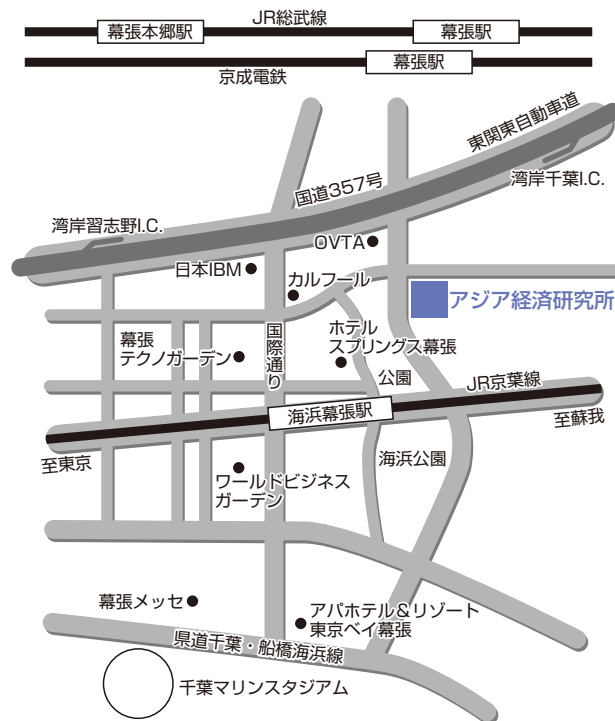 JR総武線
幕張本郷駅
幕張駅
京成電鉄
幕張駅
東関東自動車道
国道357号
湾岸千葉I.C.
湾岸習志野I.C.
OVTA
日本IBM
カルフール
アジア経済研究所
国際通り
幕張
テクノガーデン
ホテル
スプリングス幕張
公園
JR京葉線
海浜幕張駅
至蘇我
至東京
海浜公園
ワールドビジネス
ガーデン
幕張メッセ
アパホテル&リゾート
東京ベイ幕張
県道千葉・船橋海浜線
千葉マリンスタジアム